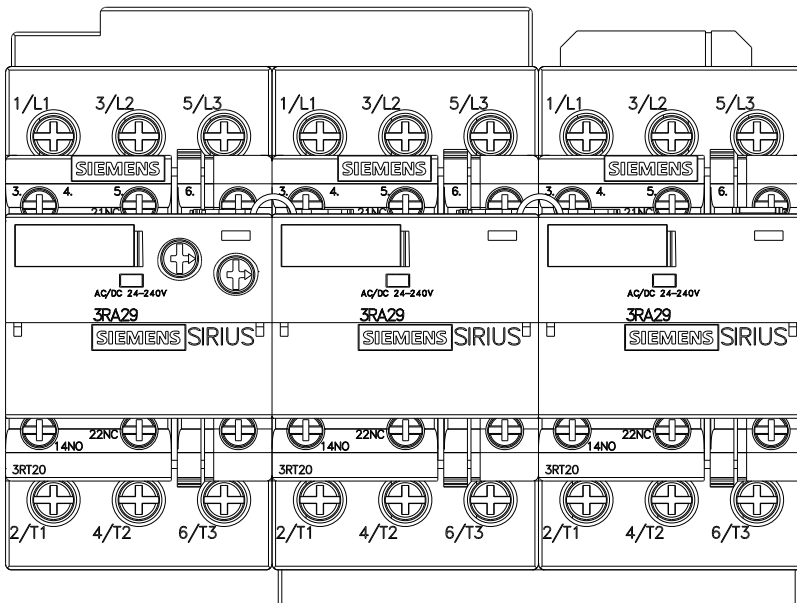 1/L1 3/L2 5/L3 1/L1 3/L2 5/L3 1/L1 3/L2 5/L3
SIEMENS SIEMENS SIEMENS
3. 4. 5. 6. 3. 4. 5. 6. 3. 4. 5. 6.
21NC 21NC 21NC
AC/DC 24-240V AC/DC 24-240V AC/DC 24-240V
3RA29 3RA29 3RA29
SIEMENS SIRIUS SIEMENS SIRIUS SIEMENS SIRIUS
22NC 22NC 22NC
14NO 14NO 14NO
3RT20 3RT20 3RT20
2/T1 4/T2 6/T3 2/T1 4/T2 6/T3 2/T1 4/T2 6/T3